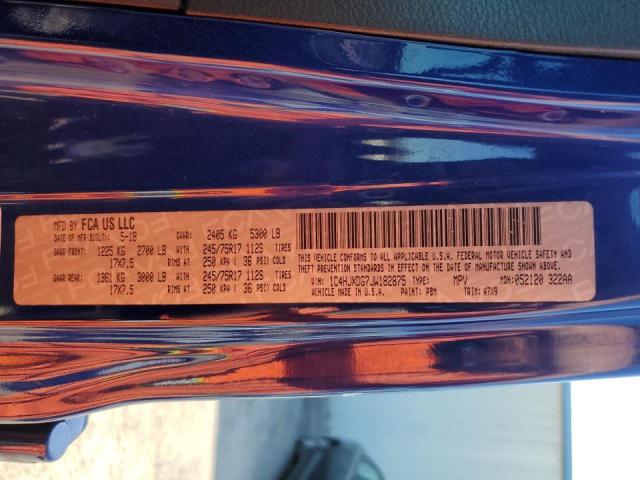 MFD BY FCA US LLC
DATE OF MFR(BUILT): 5-18 GVWR: 2405 KG 5300 LB
GAWR FRONT: 1225 KG 2700 LB WITH 245/75R17 112S TIRES
17X7.5 RIMS AT 250 KPA ( 36 PSI) COLD
GAWR REAR: 1361 KG 3000 LB WITH 245/75R17 112S TIRES
17X7.5 RIMS AT 250 KPA ( 36 PSI) COLD
THIS VEHICLE CONFORMS TO ALL APPLICABLE U.S.A. FEDERAL MOTOR VEHICLE SAFETY, BUMPER AND
THEFT PREVENTION STANDARDS IN EFFECT ON THE DATE OF MANUFACTURE SHOWN ABOVE.
VIN: 1C4HJXDG7JW182875 TYPE: MPV MDH: 052120 322AA
MADE IN U.S.A. PAINT: PBM TRIM: A7X9